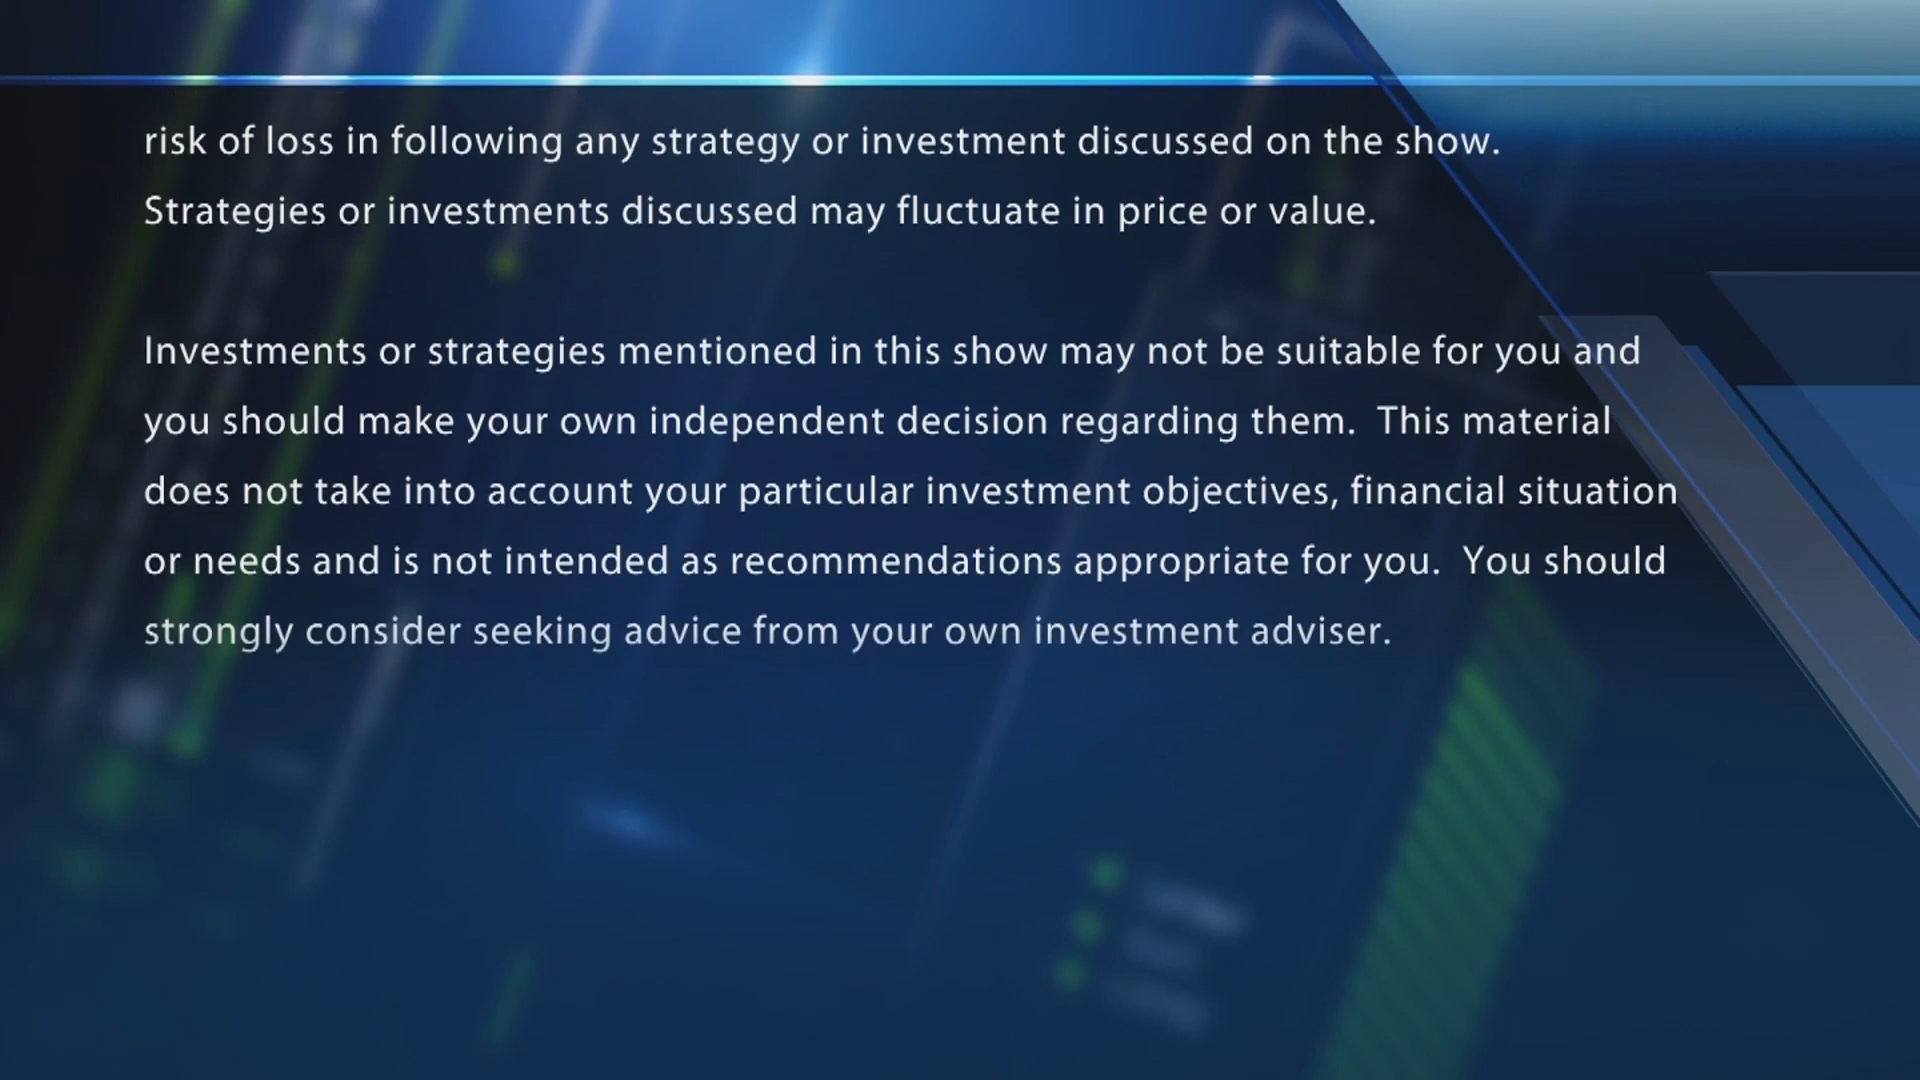 risk of loss in following any strategy or investment discussed on the show.
Strategies or investments discussed may fluctuate in price or value.
Investments or strategies mentioned in this show may not be suitable for you and
you should make your own independent decision regarding them.  This material
does not take into account your particular investment objectives, financial situation
or needs and is not intended as recommendations appropriate for you.  You should
strongly consider seeking advice from your own investment adviser.